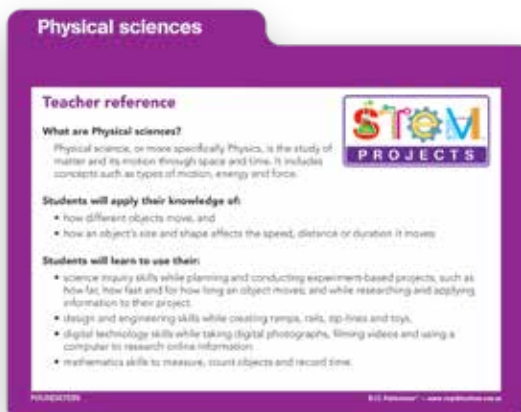 Physical sciences
Teacher reference
STEM
PROJECTS
What are Physical sciences?
Physical science, or more specifically Physics, is the study of
matter and its motion through space and time. It includes
concepts such as types of motion, energy and force.
Students will apply their knowledge of:
• how different objects move, and
• how an object's size and shape affects the speed, distance or duration it moves.
Students will learn to use their:
• science inquiry skills while planning and conducting experiment-based projects, such as
how far, how fast and for how long an object moves; and while researching and applying
information to their project.
• design and engineering skills while creating ramps, rails, zip-lines and toys.
• digital technology skills while taking digital photographs, filming videos and using a
computer to research online information.
• mathematics skills to measure, count objects and record time.
FOUNDATION